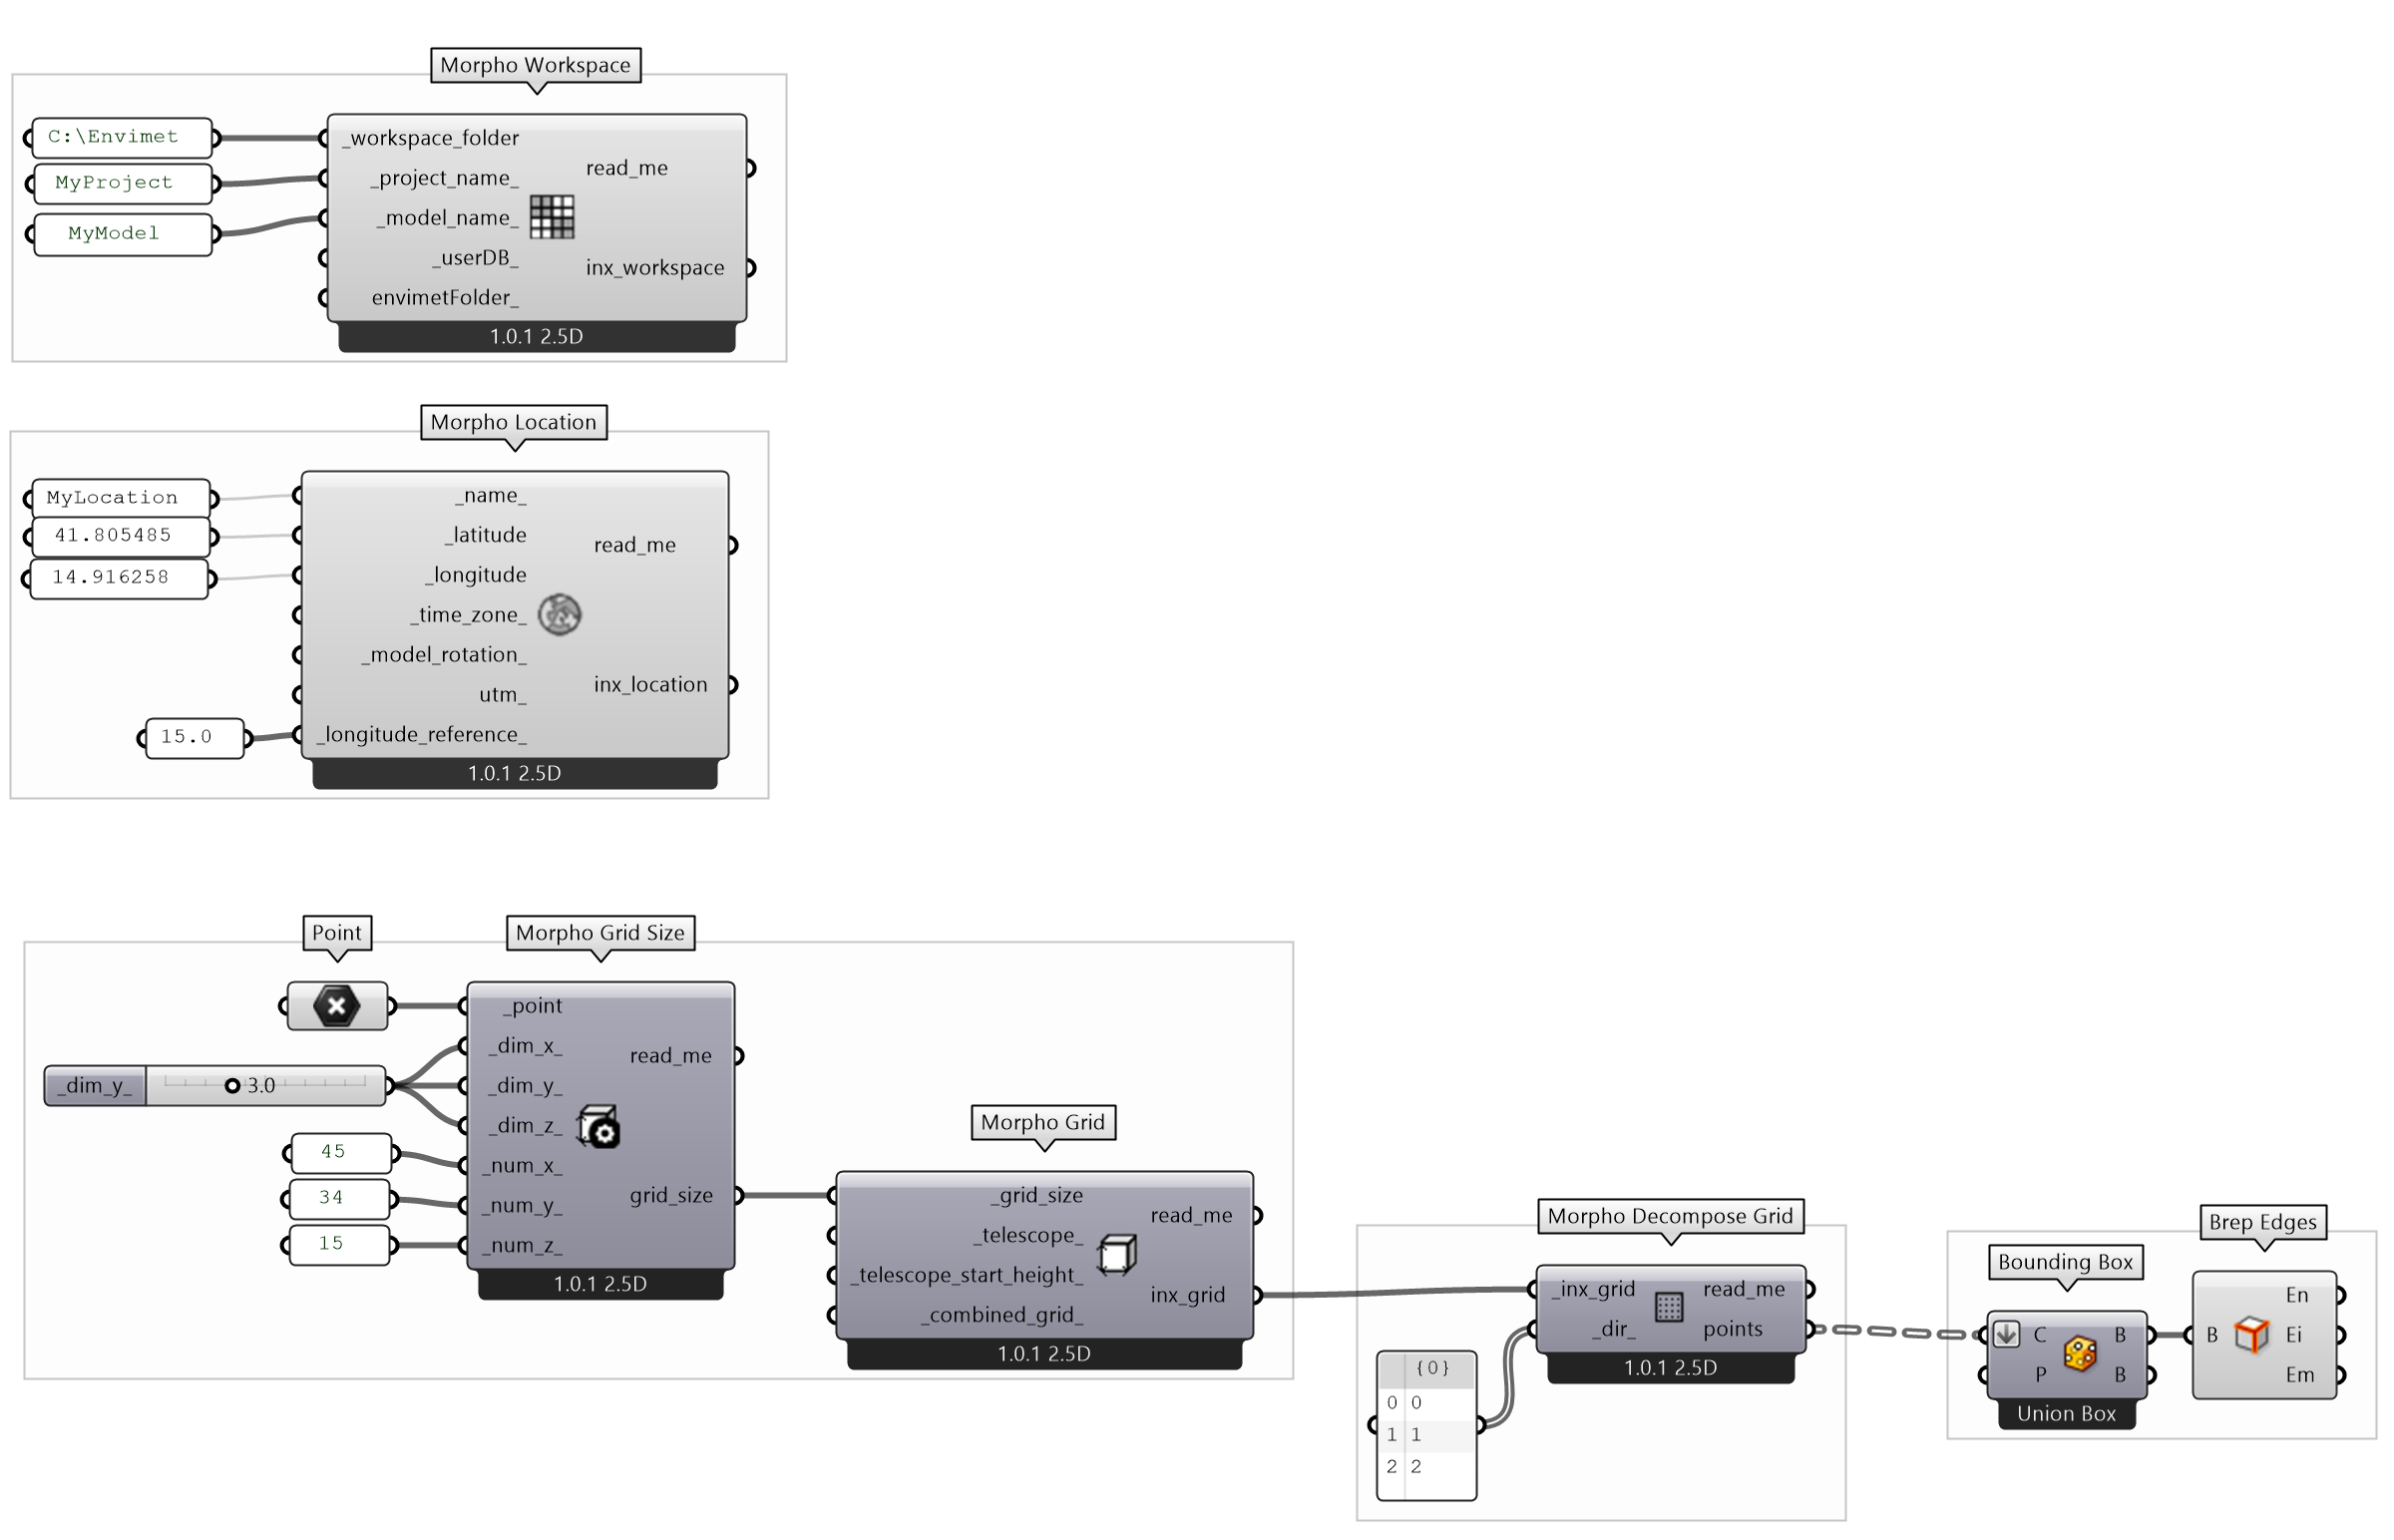 Morpho Workspace
C:\Envimet
MyProject
MyModel
_workspace_folder
_project_name_
_model_name_
_userDB_
envimetFolder_
read_me
inx_workspace
1.0.1 2.5D
Morpho Location
MyLocation
41.805485
14.916258
15.0
_name_
_latitude
_longitude
_time_zone_
_model_rotation_
utm_
_longitude_reference_
read_me
inx_location
1.0.1 2.5D
Point
Morpho Grid Size
_dim_y_ 3.0
45
34
15
_point
_dim_x_
_dim_y_
_dim_z_
_num_x_
_num_y_
_num_z_
read_me
grid_size
1.0.1 2.5D
Morpho Grid
_grid_size
_telescope_
_telescope_start_height_
_combined_grid_
read_me
inx_grid
1.0.1 2.5D
Morpho Decompose Grid
{0}
0 0
1 1
2 2
_inx_grid
_dir_
read_me
points
1.0.1 2.5D
Bounding Box
C B
P B
Union Box
Brep Edges
B
En
Ei
Em